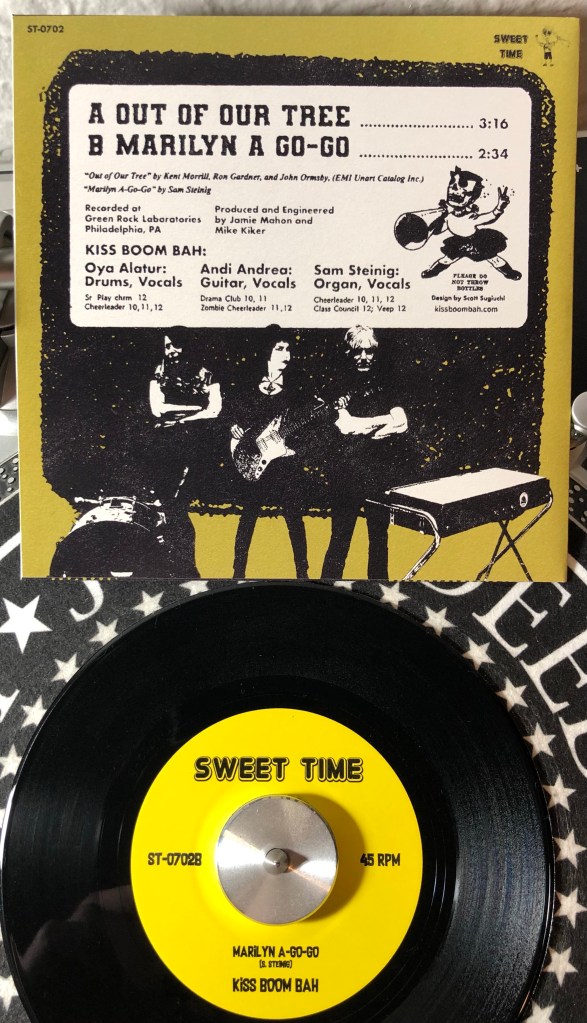 ST-0702
SWEET
TIME
A OUT OF OUR TREE ........................ 3:16
B MARILYN A GO-GO ........................ 2:34
"Out of Our Tree" by Kent Morrill, Ron Gardner, and John Ormsby, (EMI Unart Catalog Inc.)
"Marilyn A-Go-Go" by Sam Steinig
Recorded at
Green Rock Labaratories
Philadelphia, PA
Produced and Engineered
by Jamie Mahon and
Mike Kiker
KISS BOOM BAH:
Oya Alatur:
Drums, Vocals
Sr Play chrm 12
Cheerleader 10,11,12
Andi Andrea:
Guitar, Vocals
Drama Club 10, 11
Zombie Cheerleader 11,12
Sam Steinig:
Organ, Vocals
Cheerleader 10, 11, 12
Class Council 12; Veep 12
PLEASE DO
NOT THROW
BOTTLES
Design by Scott Sugiuchi
kissboombah.com
SWEET TIME
ST-0702B
45 RPM
MARILYN A-GO-GO
(S. STEINIG)
KISS BOOM BAH